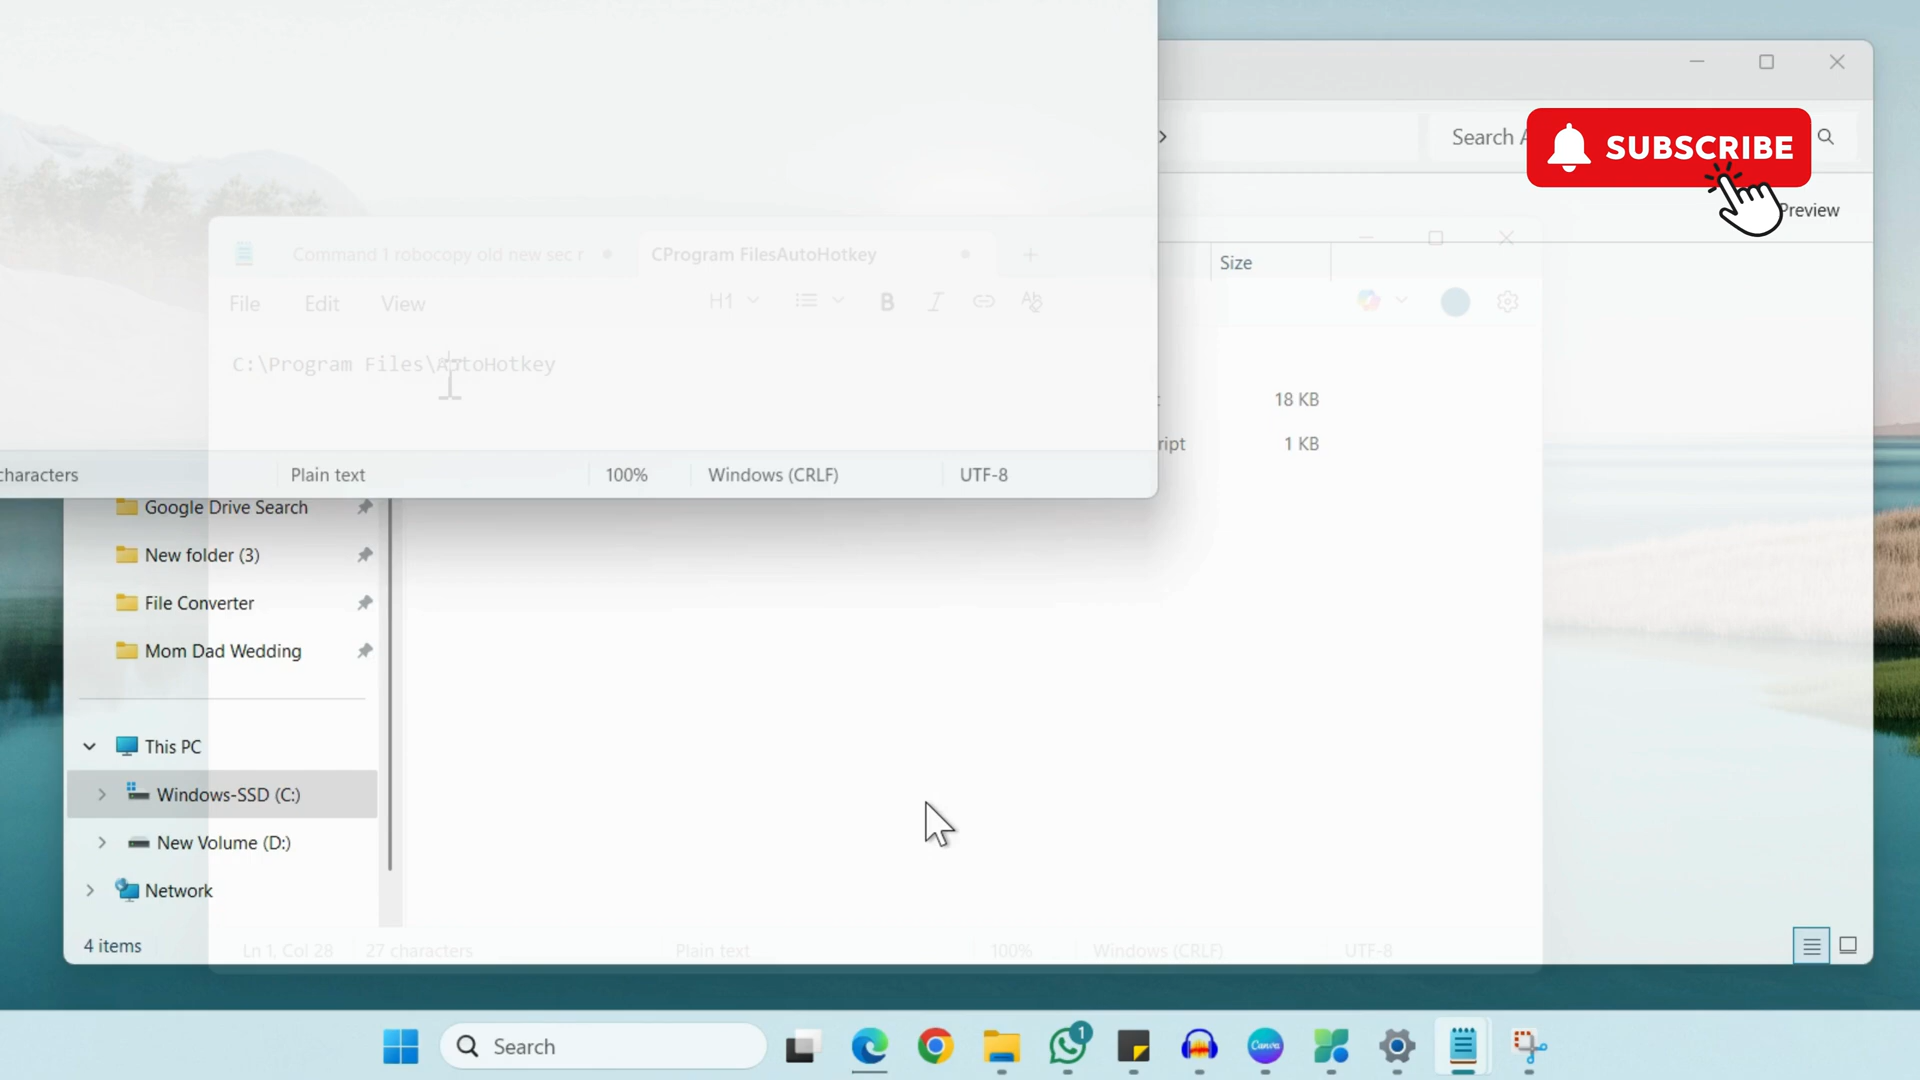 Search
SUBSCRIBE
Preview
Command 1 robocopy old new sec r
CProgram FilesAutoHotkey
Size
File
Edit
View
H1
B
I
C:\Program Files\AutoHotkey
18 KB
ript
1 KB
characters
Plain text
100%
Windows (CRLF)
UTF-8
Google Drive Search
New folder (3)
File Converter
Mom Dad Wedding
This PC
Windows-SSD (C:)
New Volume (D:)
Network
4 items
Ln 1, Col 28
27 characters
Plain text
100%
Windows (CRLF)
UTF-8
Search
1
Canva